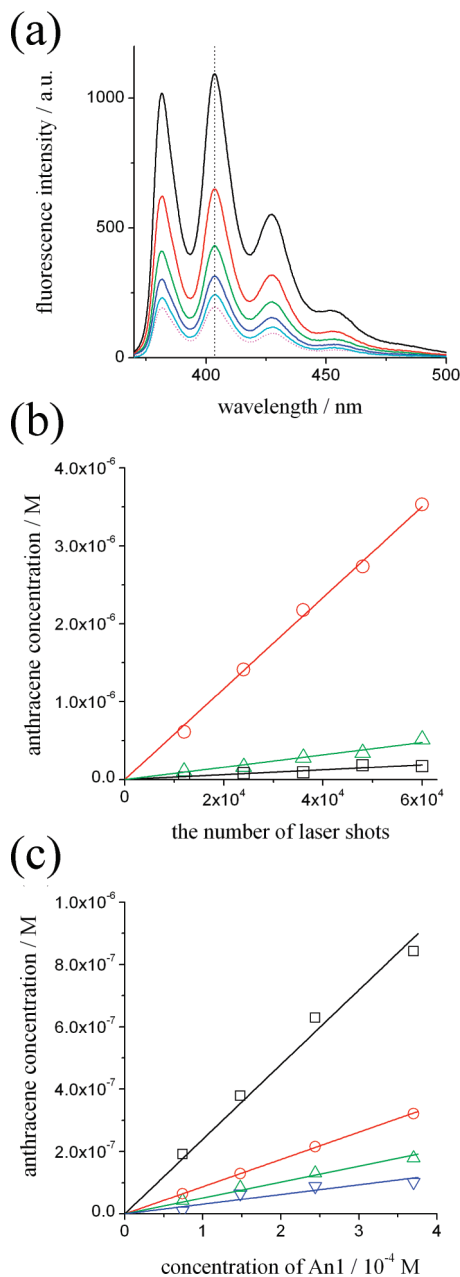 (a)
fluorescence intensity / a.u.
1000
500
0
400
450
500
wavelength / nm
(b)
anthracene concentration / M
4.0x10⁻⁶
3.0x10⁻⁶
2.0x10⁻⁶
1.0x10⁻⁶
0.0
0
2x10⁴
4x10⁴
6x10⁴
the number of laser shots
(c)
anthracene concentration / M
1.0x10⁻⁶
8.0x10⁻⁷
6.0x10⁻⁷
4.0x10⁻⁷
2.0x10⁻⁷
0.0
0
1
2
3
4
concentration of An1 / 10⁻⁴ M